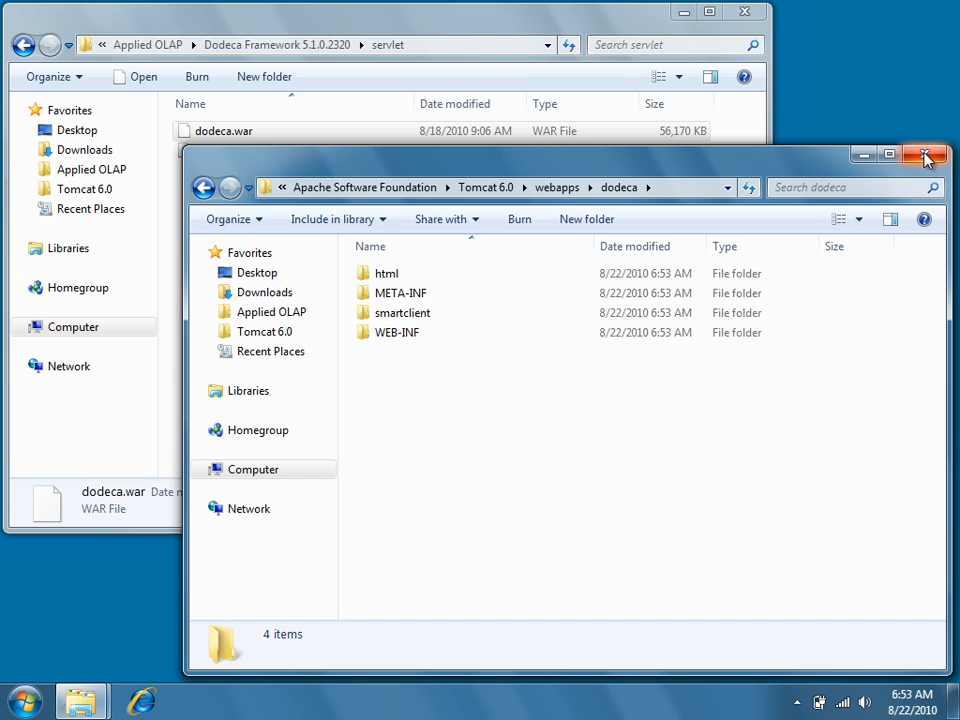 « Applied OLAP Dodeca Framework 5.1.0.2320 servlet
Search servlet
Organize Open Burn New folder
Favorites
Desktop
Downloads
Applied OLAP
Tomcat 6.0
Recent Places
Libraries
Homegroup
Computer
Network
Name Date modified Type Size
dodeca.war 8/18/2010 9:06 AM WAR File 56,170 KB
dodeca.war Date
WAR File
« Apache Software Foundation Tomcat 6.0 webapps dodeca
Search dodeca
Organize Include in library Share with Burn New folder
Favorites
Desktop
Downloads
Applied OLAP
Tomcat 6.0
Recent Places
Libraries
Homegroup
Computer
Network
Name Date modified Type Size
html 8/22/2010 6:53 AM File folder
META-INF 8/22/2010 6:53 AM File folder
smartclient 8/22/2010 6:53 AM File folder
WEB-INF 8/22/2010 6:53 AM File folder
4 items
6:53 AM
8/22/2010